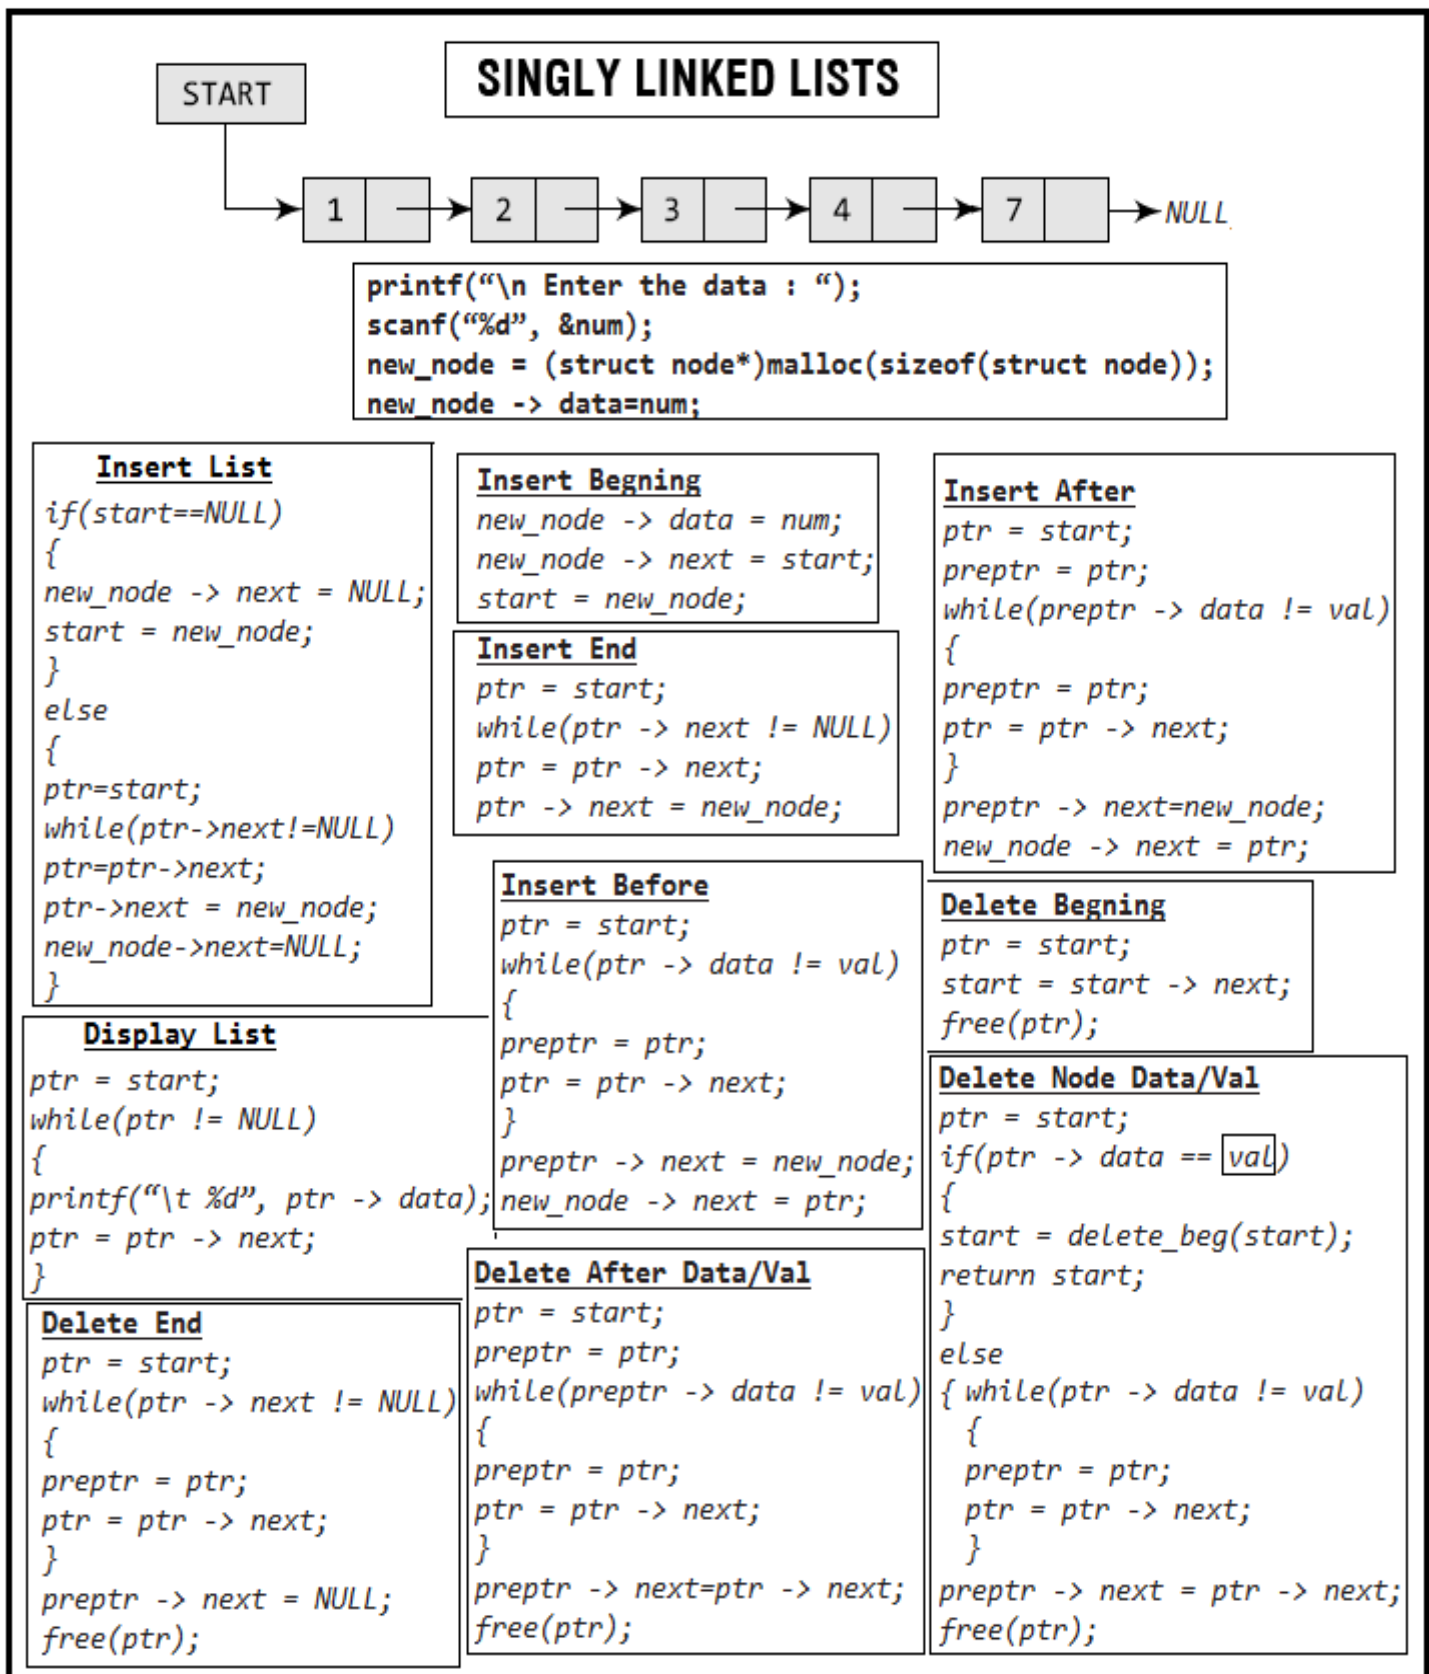 SINGLY LINKED LISTS
START
1 2 3 4 7 NULL
printf(“\n Enter the data : “);
scanf(“%d”, &num);
new_node = (struct node*)malloc(sizeof(struct node));
new_node -> data=num;
Insert List
if(start==NULL)
{
new_node -> next = NULL;
start = new_node;
}
else
{
ptr=start;
while(ptr->next!=NULL)
ptr=ptr->next;
ptr->next = new_node;
new_node->next=NULL;
}
Display List
ptr = start;
while(ptr != NULL)
{
printf(“\t %d”, ptr -> data);
ptr = ptr -> next;
}
Delete End
ptr = start;
while(ptr -> next != NULL)
{
preptr = ptr;
ptr = ptr -> next;
}
preptr -> next = NULL;
free(ptr);
Insert Begning
new_node -> data = num;
new_node -> next = start;
start = new_node;
Insert End
ptr = start;
while(ptr -> next != NULL)
ptr = ptr -> next;
ptr -> next = new_node;
Insert Before
ptr = start;
while(ptr -> data != val)
{
preptr = ptr;
ptr = ptr -> next;
}
preptr -> next = new_node;
new_node -> next = ptr;
Delete After Data/Val
ptr = start;
preptr = ptr;
while(preptr -> data != val)
{
preptr = ptr;
ptr = ptr -> next;
}
preptr -> next=ptr -> next;
free(ptr);
Insert After
ptr = start;
preptr = ptr;
while(preptr -> data != val)
{
preptr = ptr;
ptr = ptr -> next;
}
preptr -> next=new_node;
new_node -> next = ptr;
Delete Begning
ptr = start;
start = start -> next;
free(ptr);
Delete Node Data/Val
ptr = start;
if(ptr -> data == val)
{
start = delete_beg(start);
return start;
}
else
{ while(ptr -> data != val)
{
preptr = ptr;
ptr = ptr -> next;
}
preptr -> next = ptr -> next;
free(ptr);